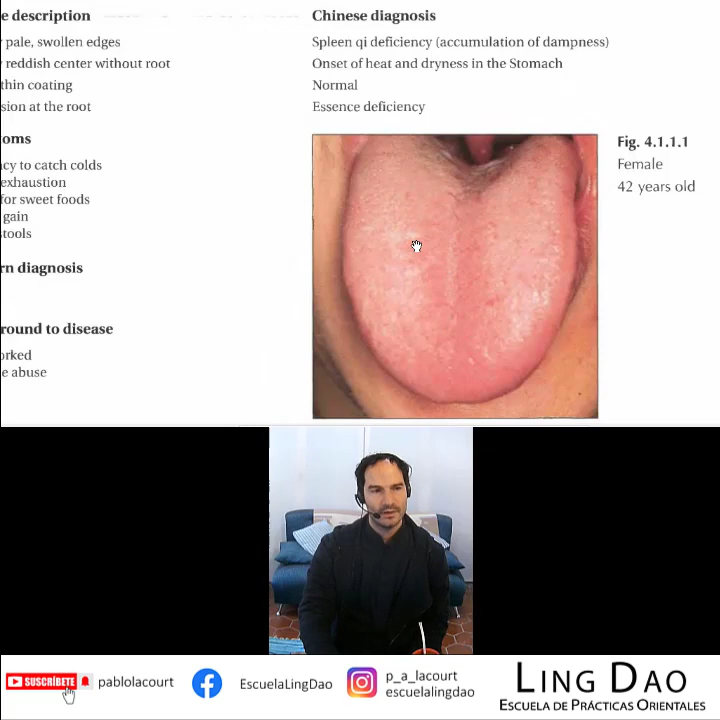 e description
pale, swollen edges
reddish center without root
thin coating
sion at the root
oms
cy to catch colds
exhaustion
for sweet foods
gain
stools
rn diagnosis
round to disease
orked
e abuse
Chinese diagnosis
Spleen qi deficiency (accumulation of dampness)
Onset of heat and dryness in the Stomach
Normal
Essence deficiency
Fig. 4.1.1.1
Female
42 years old
SUSCRÍBETE
pablolacourt
EscuelaLingDao
p_a_lacourt
escuelalingdao
LING DAO
ESCUELA DE PRÁCTICAS ORIENTALES